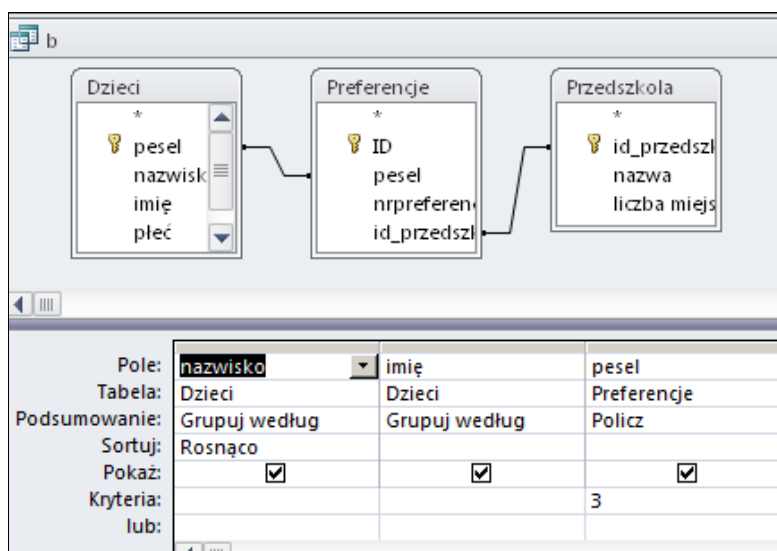 b
Dzieci Preferencje Przedszkola
* * *
pesel ID id_przedszk
nazwisk pesel nazwa
imię nrpreferen liczba miejs
płeć id_przedszk
Pole: nazwisko imię pesel
Tabela: Dzieci Dzieci Preferencje
Podsumowanie: Grupuj według Grupuj według Policz
Sortuj: Rosnąco
Pokaż:
Kryteria: 3
lub: